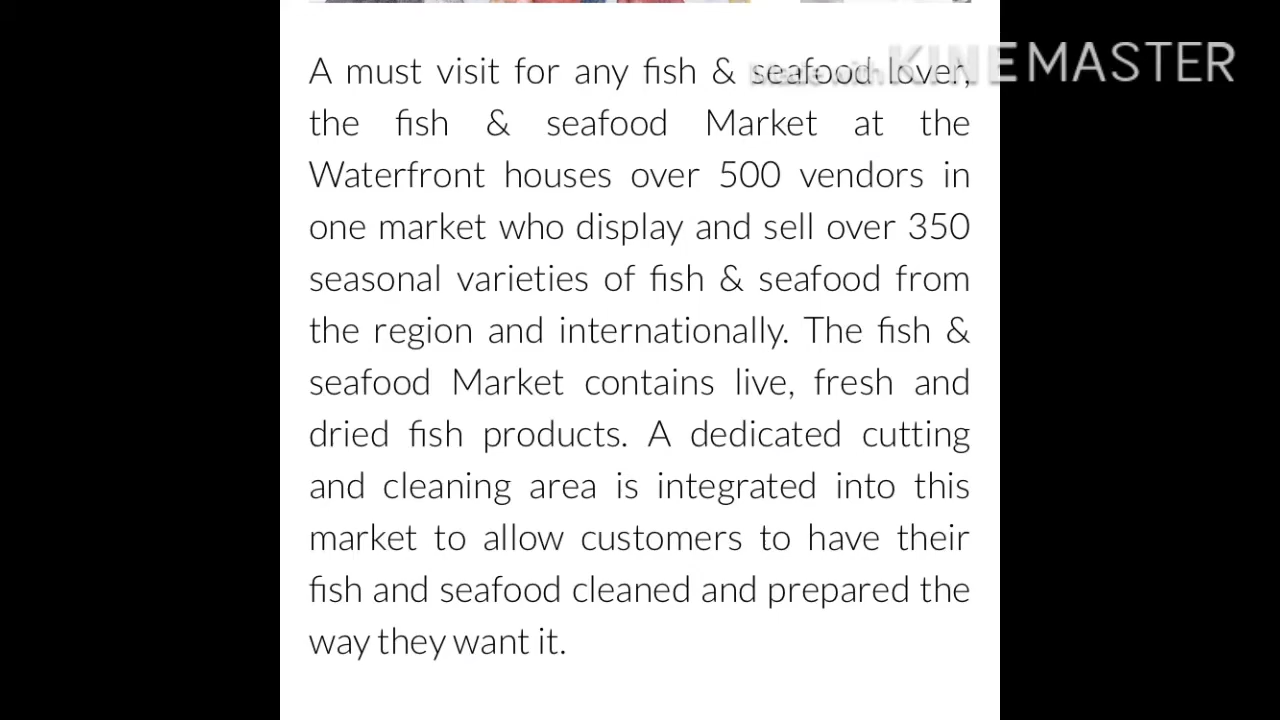 Made with KINEMASTER
A must visit for any fish & seafood lover,
the fish & seafood Market at the
Waterfront houses over 500 vendors in
one market who display and sell over 350
seasonal varieties of fish & seafood from
the region and internationally. The fish &
seafood Market contains live, fresh and
dried fish products. A dedicated cutting
and cleaning area is integrated into this
market to allow customers to have their
fish and seafood cleaned and prepared the
way they want it.